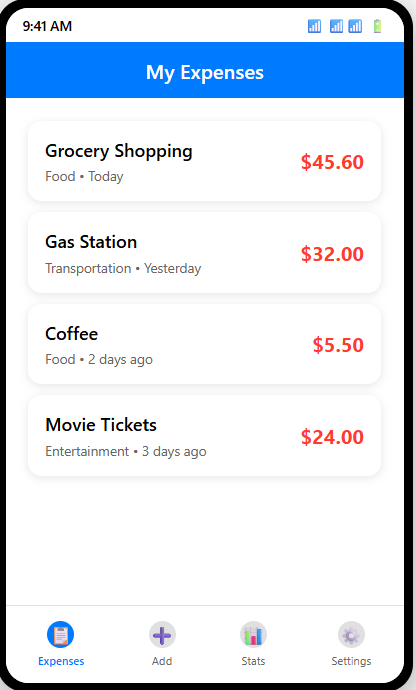 9:41 AM
My Expenses
Grocery Shopping
Food • Today
$45.60
Gas Station
Transportation • Yesterday
$32.00
Coffee
Food • 2 days ago
$5.50
Movie Tickets
Entertainment • 3 days ago
$24.00
Expenses
Add
Stats
Settings